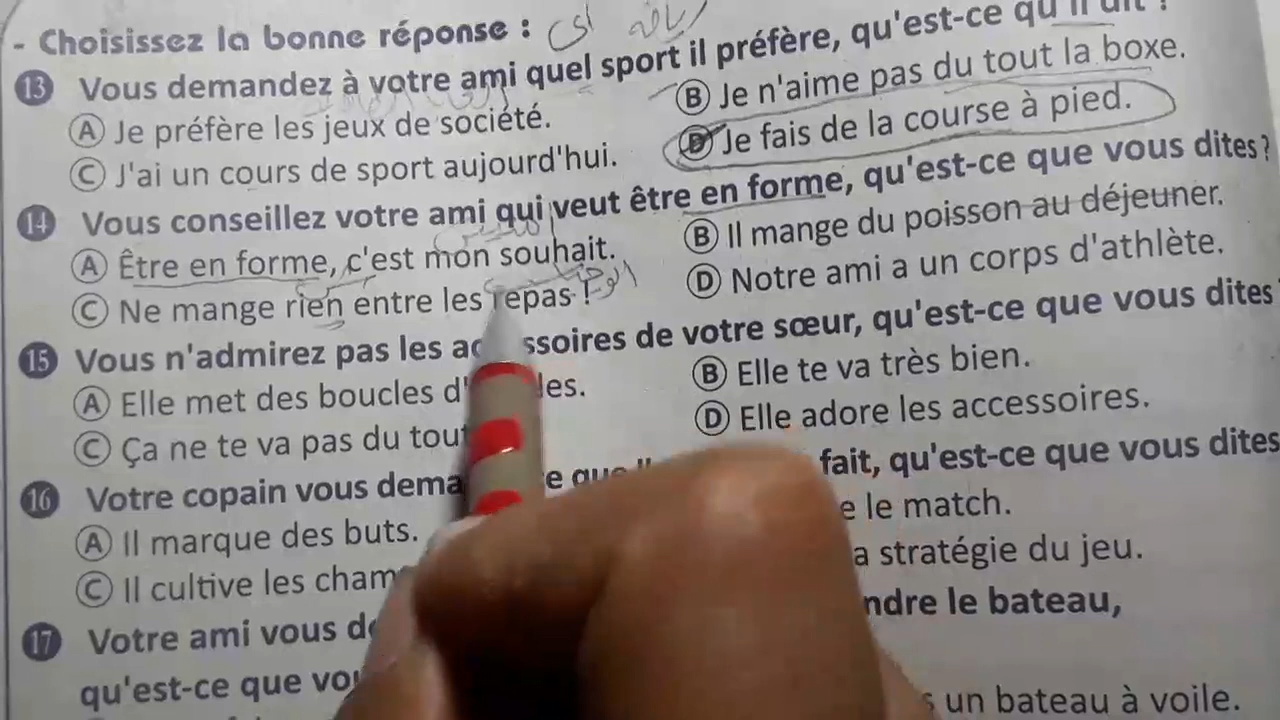 - Choisissez la bonne réponse :
13 Vous demandez à votre ami quel sport il préfère, qu'est-ce qu'il dit ?
A Je préfère les jeux de société.
B Je n'aime pas du tout la boxe.
C J'ai un cours de sport aujourd'hui.
D Je fais de la course à pied.
14 Vous conseillez votre ami qui veut être en forme, qu'est-ce que vous dites?
A Être en forme, c'est mon souhait.
B Il mange du poisson au déjeuner.
C Ne mange rien entre les repas !
D Notre ami a un corps d'athlète.
15 Vous n'admirez pas les accessoires de votre sœur, qu'est-ce que vous dites
A Elle met des boucles
B Elle te va très bien.
C Ça ne te va pas du tout
D Elle adore les accessoires.
16 Votre copain vous fait, qu'est-ce que vous dites
A Il marque des buts.
le match.
C Il cultive les
stratégie du jeu.
17 Votre ami vous le bateau,
qu'est-ce que
un bateau à voile.